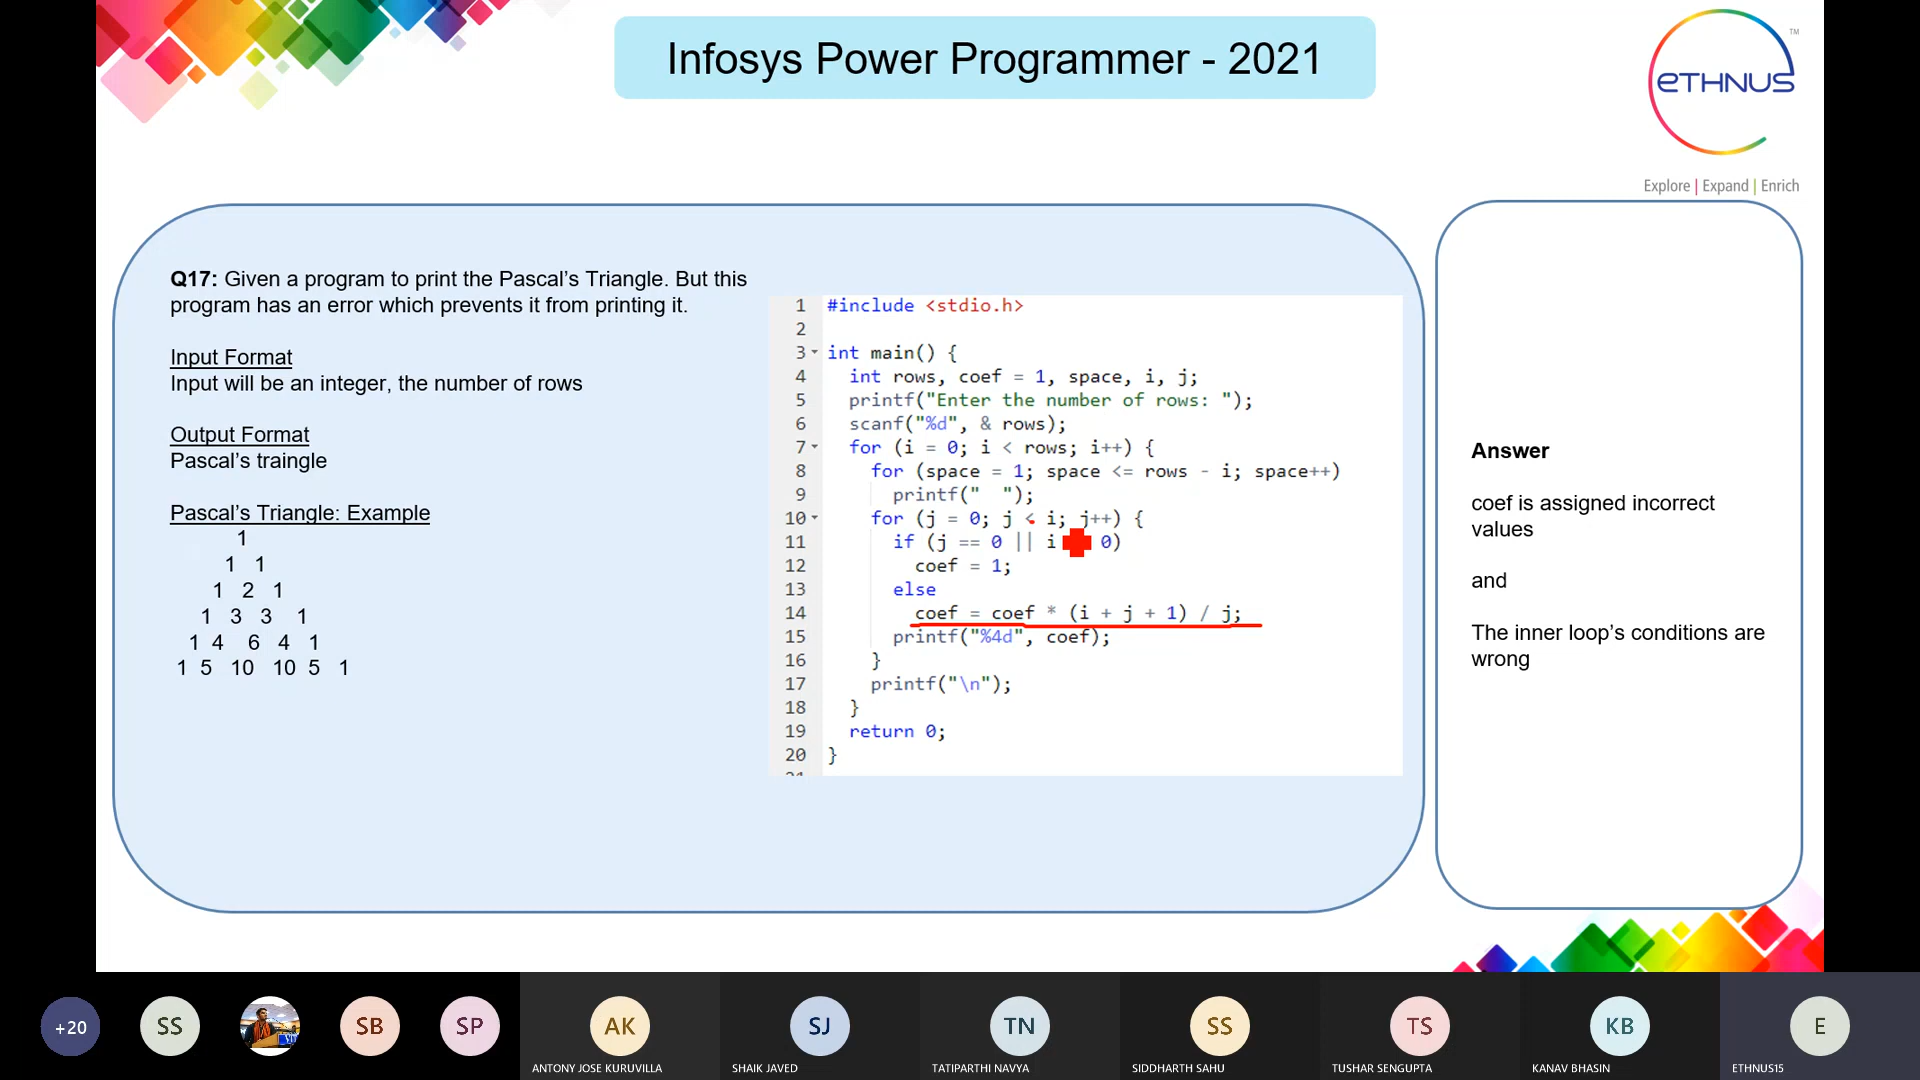 Infosys Power Programmer - 2021
eTHNUS
TM
Explore | Expand | Enrich
Q17: Given a program to print the Pascal's Triangle. But this
program has an error which prevents it from printing it.
Input Format
Input will be an integer, the number of rows
Output Format
Pascal's traingle
Pascal's Triangle: Example
1
1 1
1 2 1
1 3 3 1
1 4 6 4 1
1 5 10 10 5 1
1 #include <stdio.h>
2
3 int main() {
4 int rows, coef = 1, space, i, j;
5 printf("Enter the number of rows: ");
6 scanf("%d", & rows);
7 for (i = 0; i < rows; i++) {
8 for (space = 1; space <= rows - i; space++)
9 printf("  ");
10 for (j = 0; j < i; j++) {
11 if (j == 0 || i 0)
12 coef = 1;
13 else
14 coef = coef * (i + j + 1) / j;
15 printf("%4d", coef);
16 }
17 printf("\n");
18 }
19 return 0;
20 }
Answer
coef is assigned incorrect
values
and
The inner loop's conditions are
wrong
+20
SS
SB
SP
AK
ANTONY JOSE KURUVILLA
SJ
SHAIK JAVED
TN
TATIPARTHI NAVYA
SS
SIDDHARTH SAHU
TS
TUSHAR SENGUPTA
KB
KANAV BHASIN
E
ETHNUS15